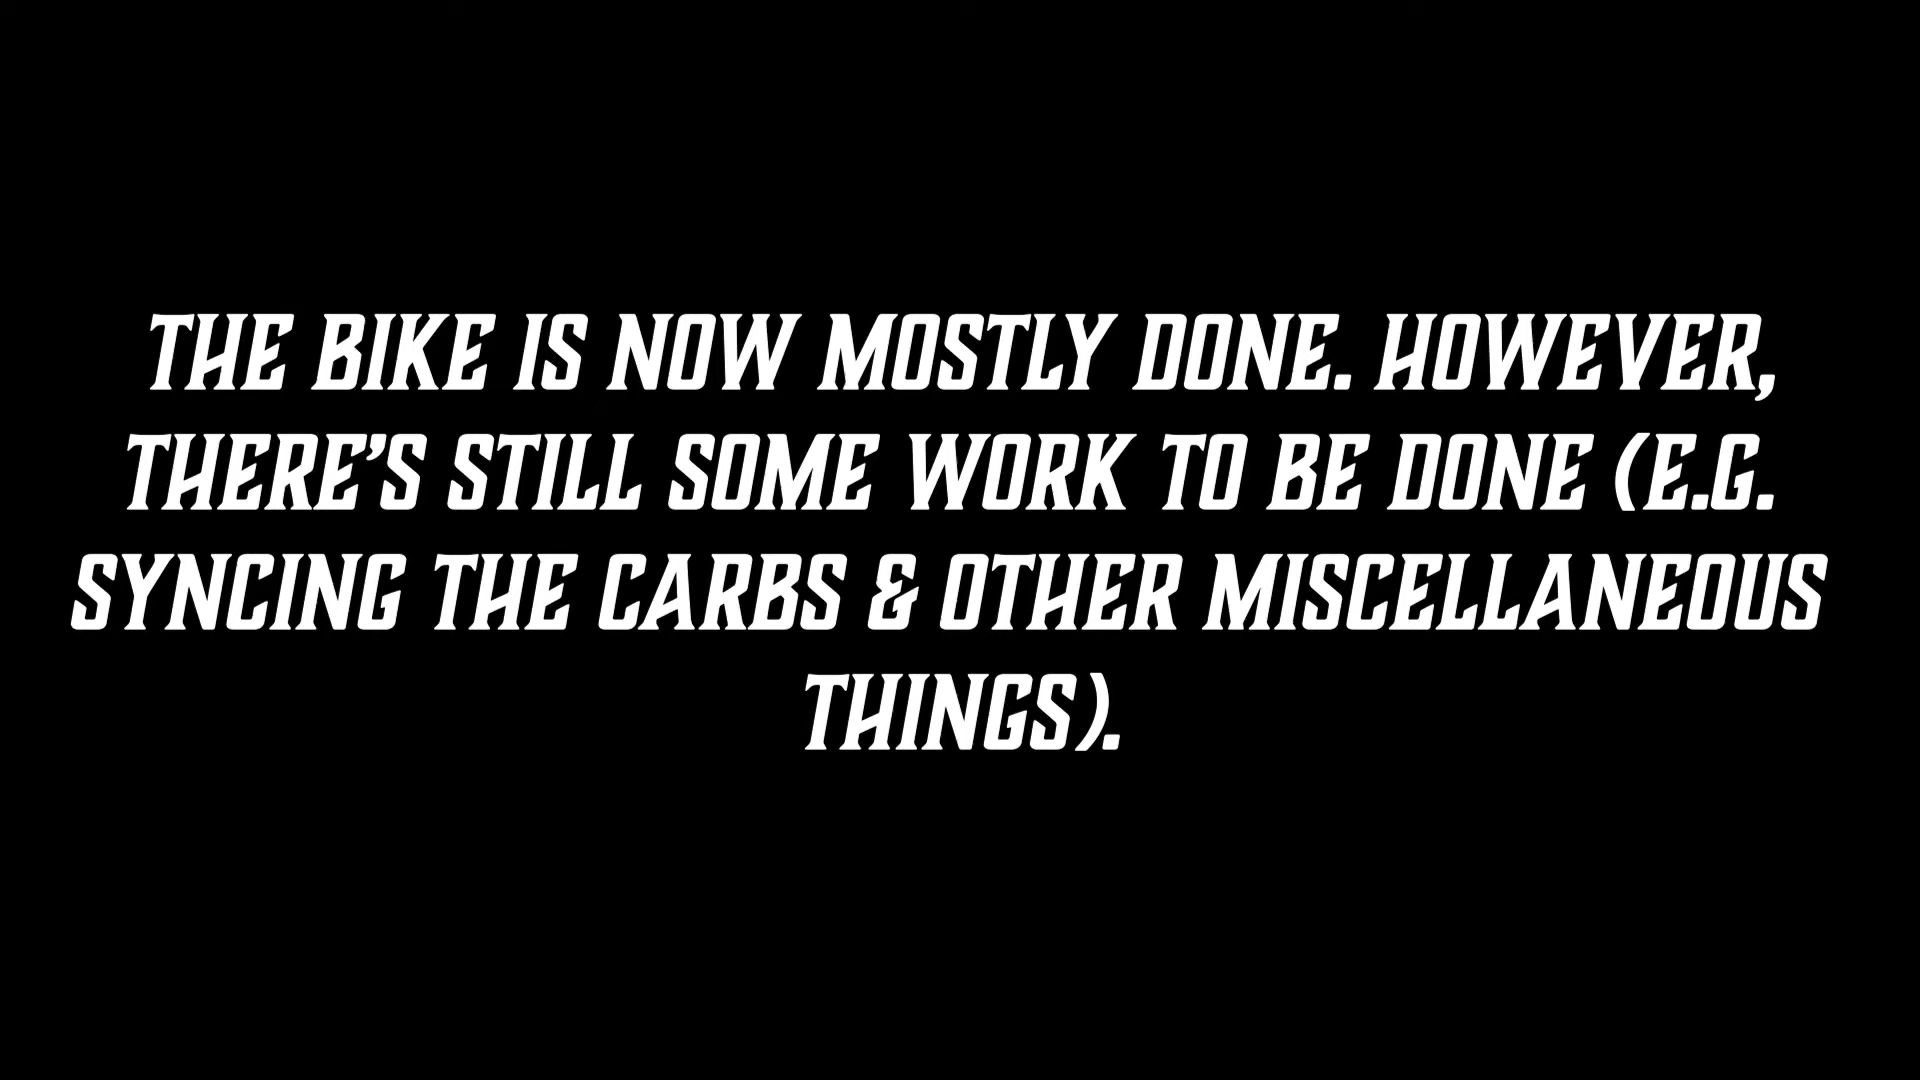 THE BIKE IS NOW MOSTLY DONE. HOWEVER,
THERE'S STILL SOME WORK TO BE DONE (E.G.
SYNCING THE CARBS & OTHER MISCELLANEOUS
THINGS).